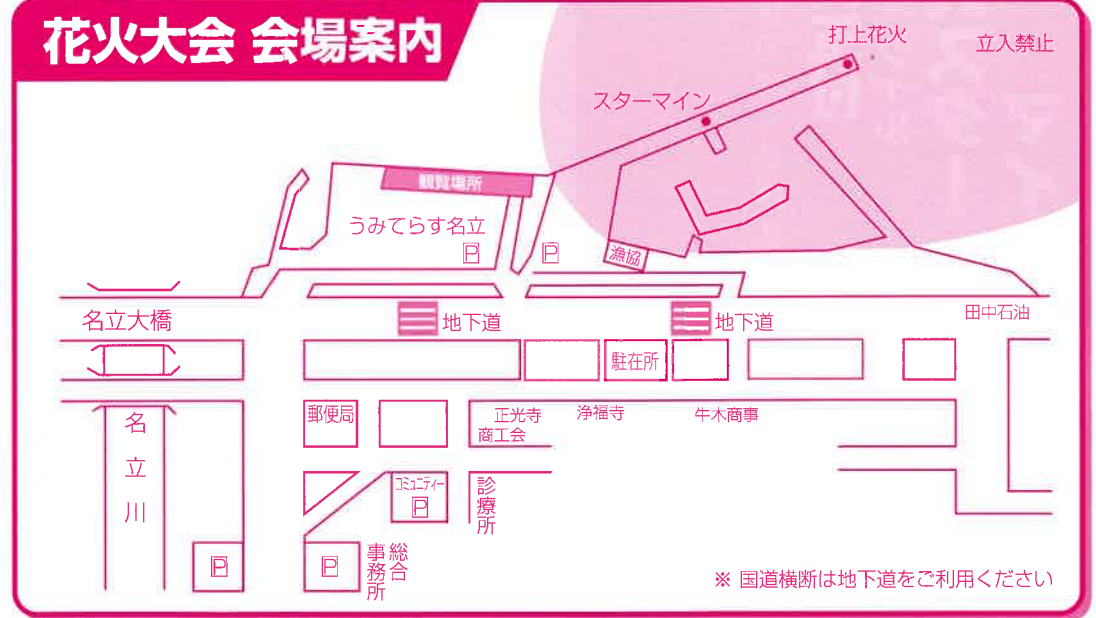 花火大会 会場案内
打上花火
立入禁止
スターマイン
観覧場所
うみてらす名立
P
P
漁協
名立大橋
地下道
地下道
田中石油
駐在所
郵便局
正光寺
浄福寺
牛木商事
商工会
名立川
コミュニティー
P
診療所
P
P
総合
事務所
※ 国道横断は地下道をご利用ください